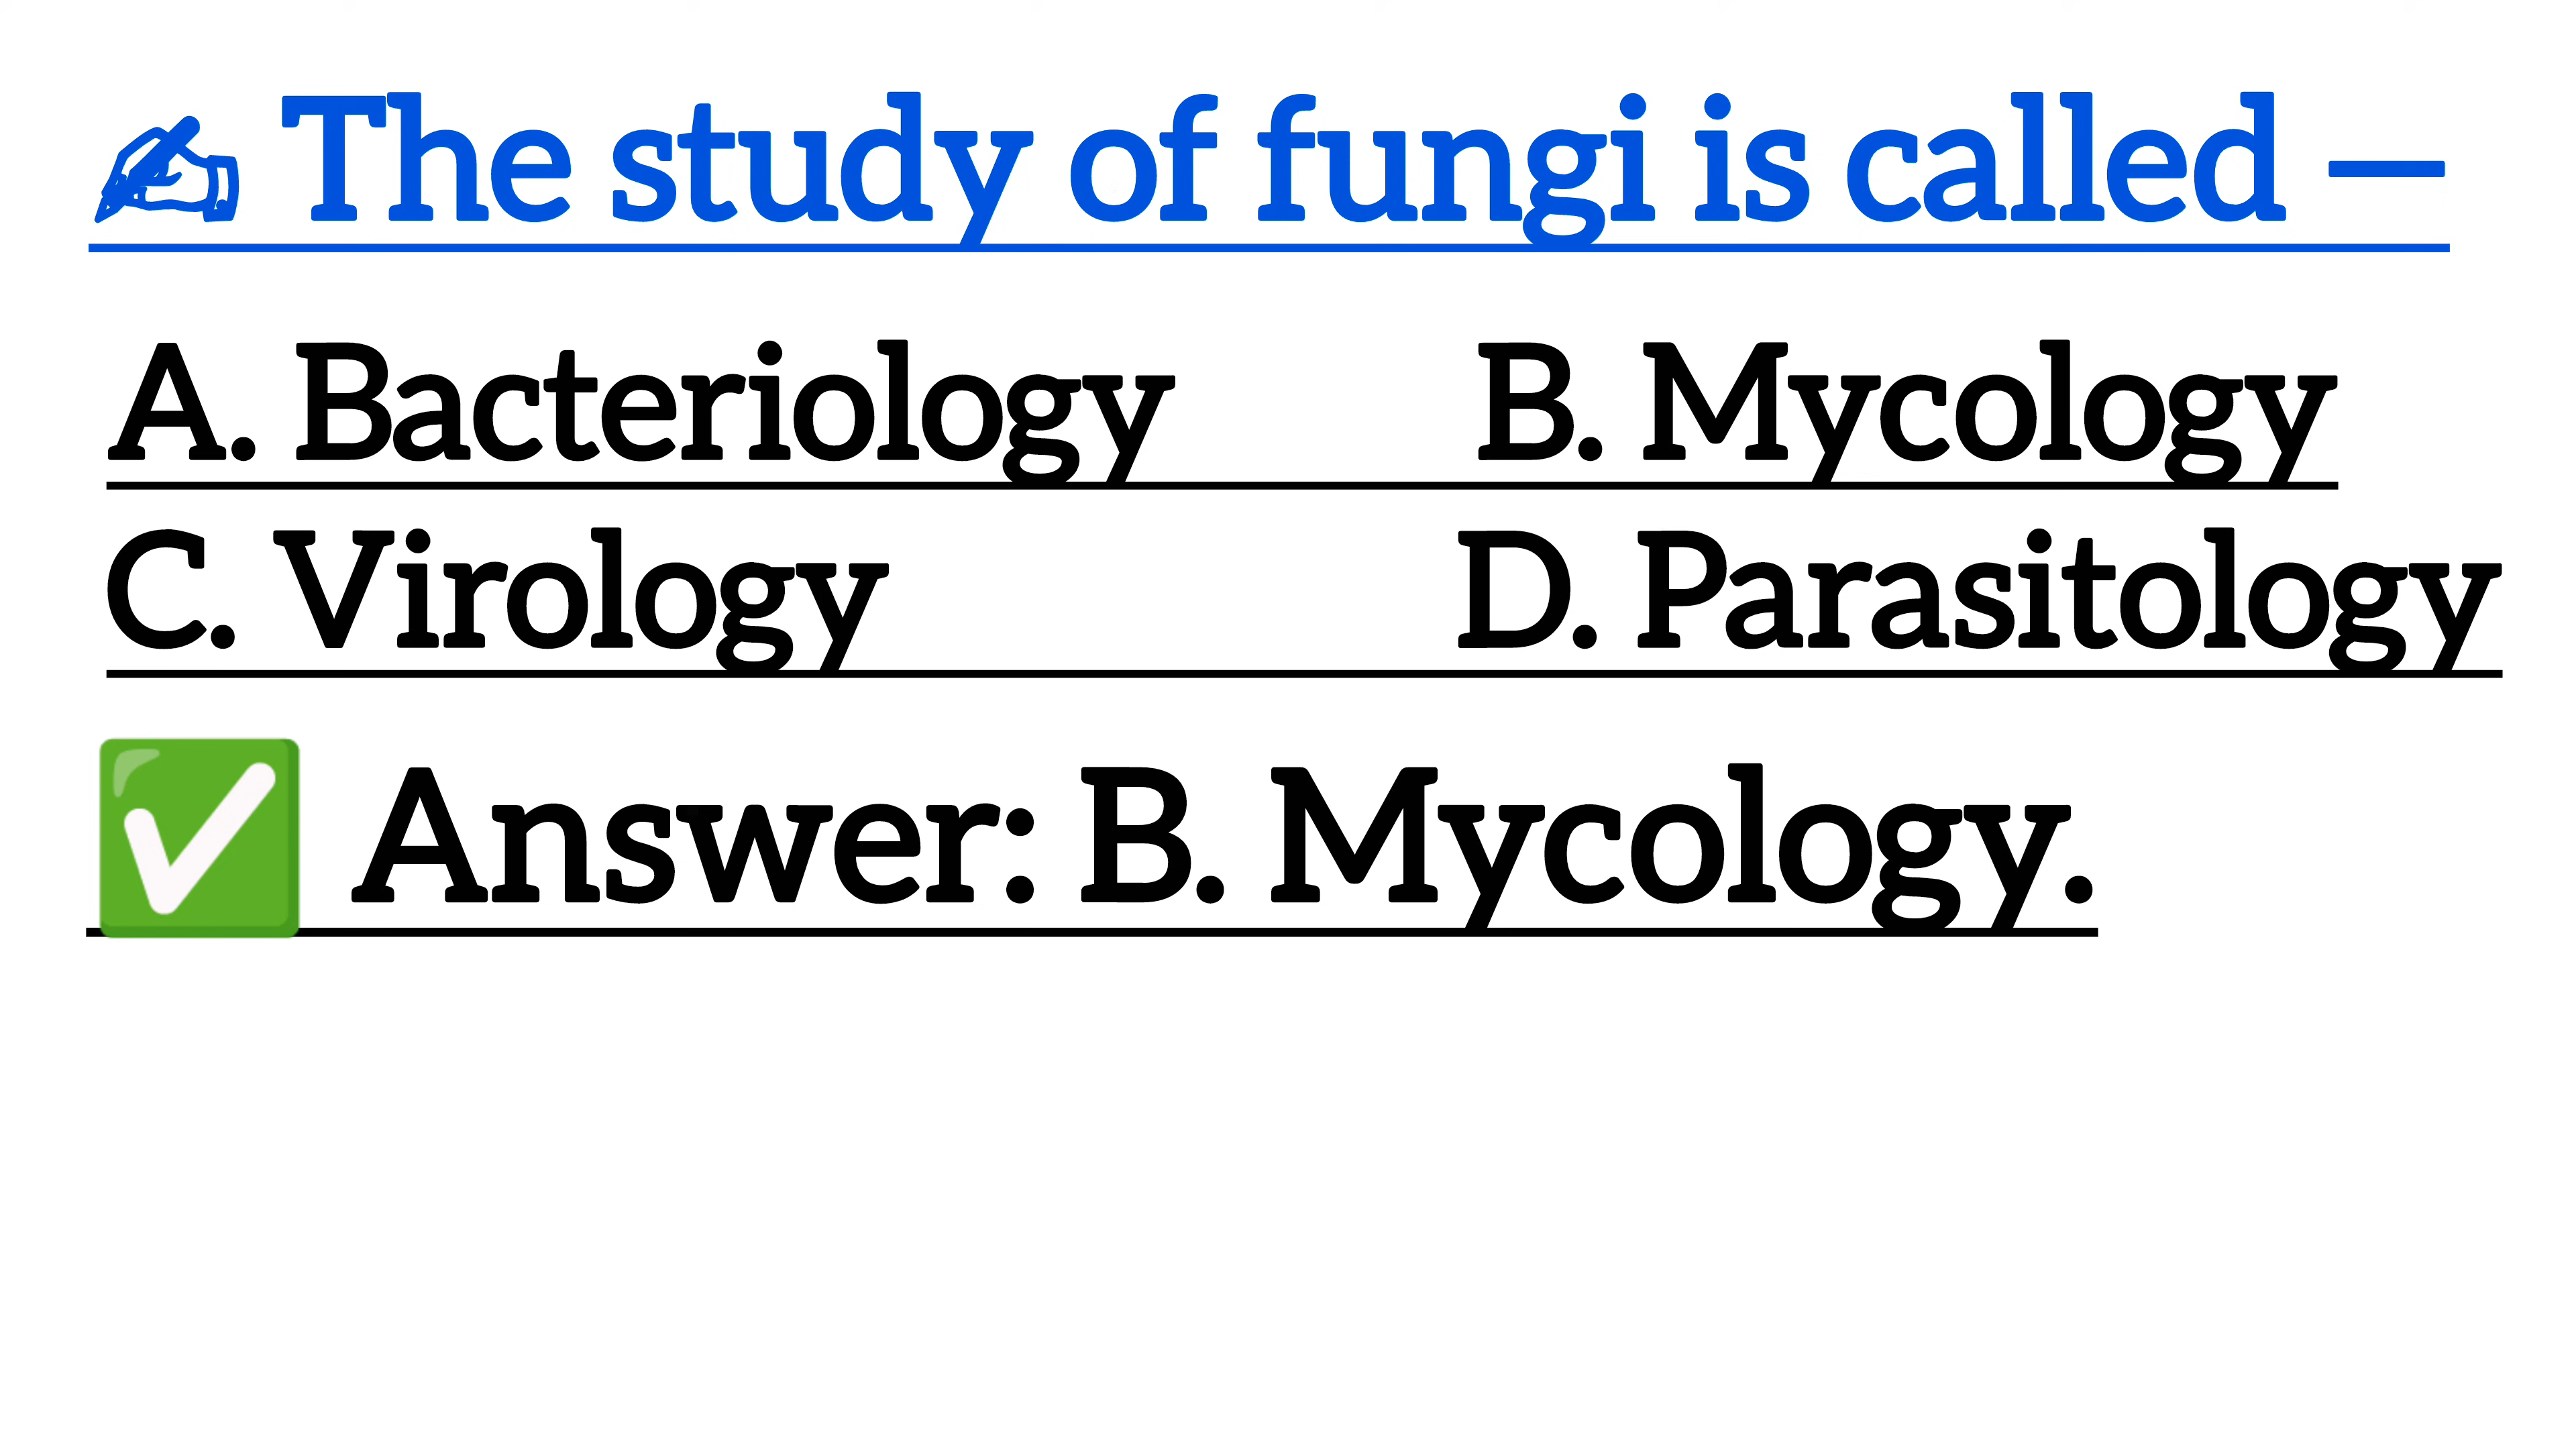 ✍ The study of fungi is called —
A. Bacteriology B. Mycology
C. Virology D. Parasitology
✅ Answer: B. Mycology.